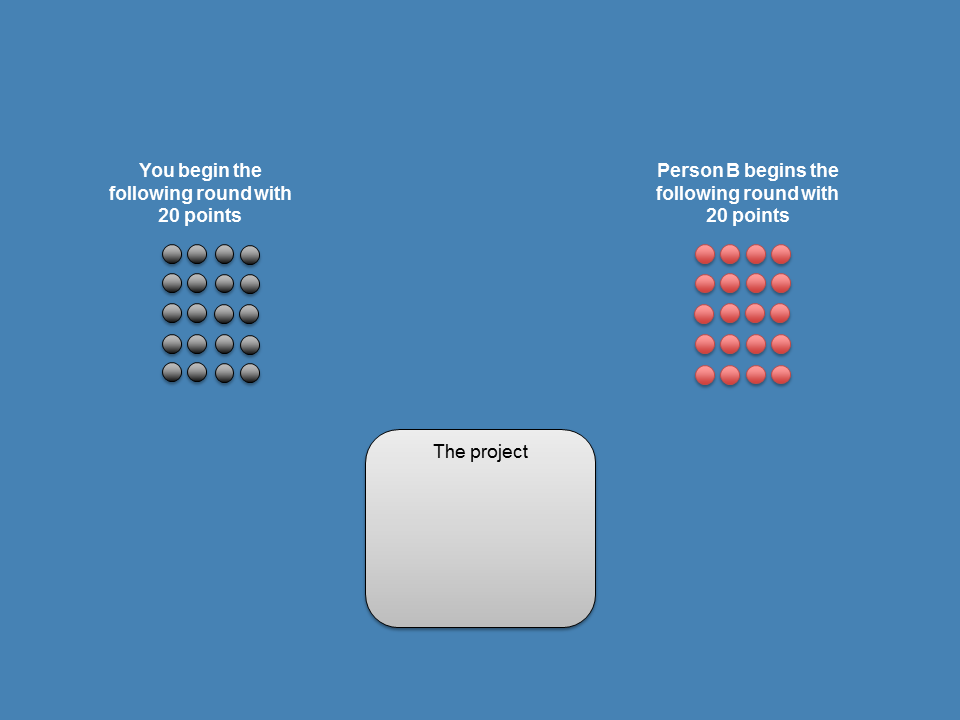 You begin the
following round with
20 points
Person B begins the
following round with
20 points
The project